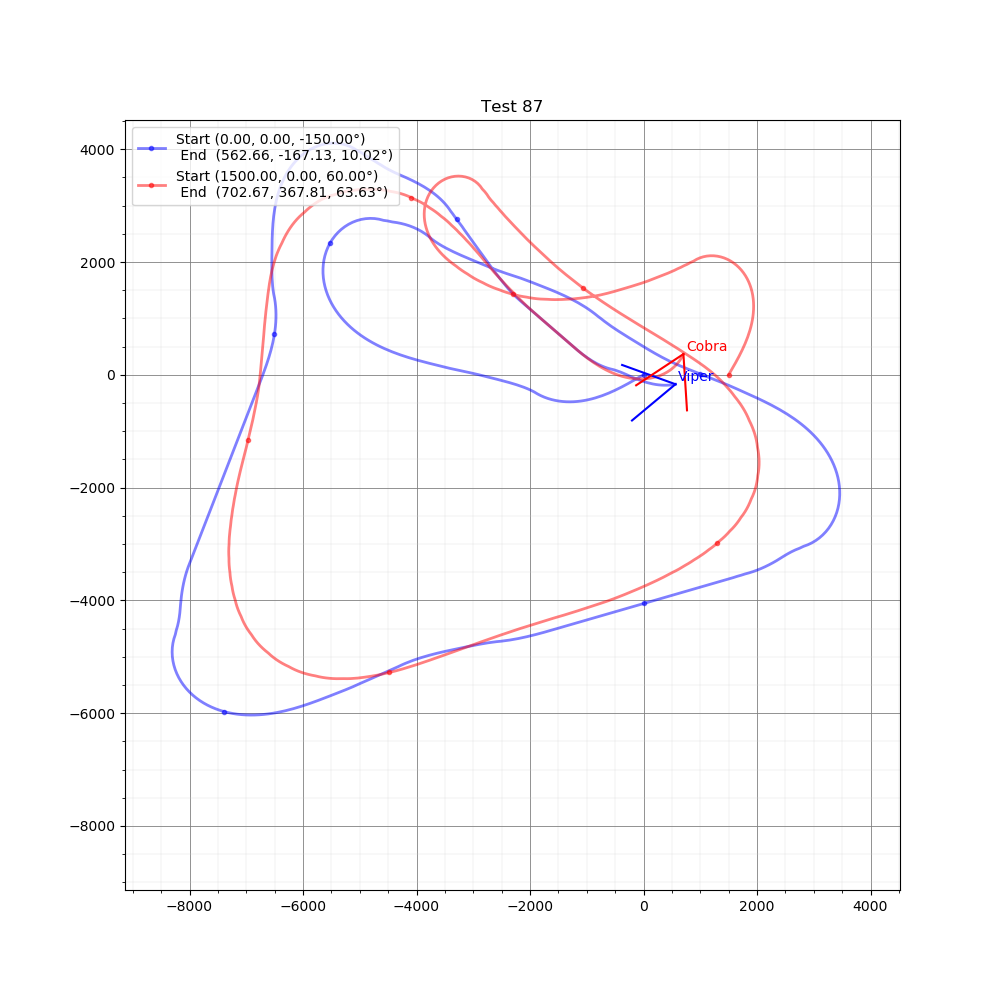 Test 87
Start (0.00, 0.00, -150.00°)
End (562.66, -167.13, 10.02°)
Start (1500.00, 0.00, 60.00°)
End (702.67, 367.81, 63.63°)
4000
2000
0
−2000
−4000
−6000
−8000
Cobra
Viper
−8000 −6000 −4000 −2000 0 2000 4000